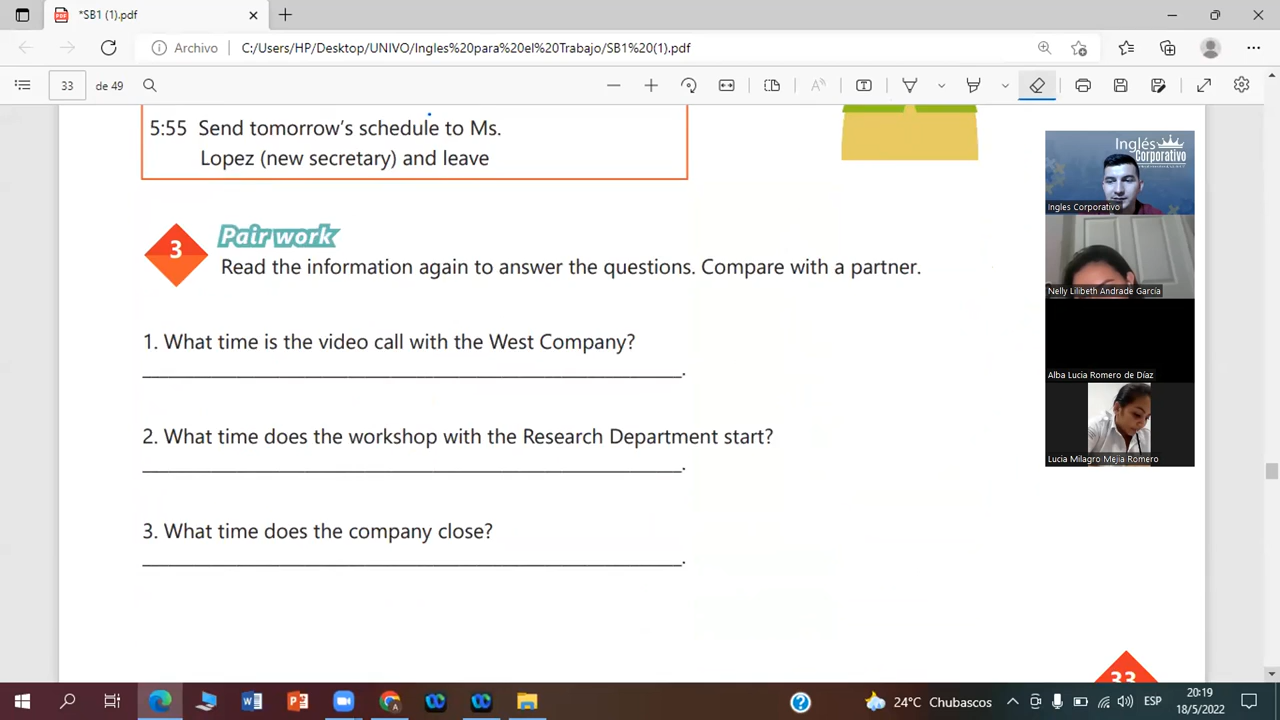 *SB1 (1).pdf
Archivo
C:/Users/HP/Desktop/UNIVO/Ingles%20para%20el%20Trabajo/SB1%20(1).pdf
33 de 49
5:55 Send tomorrow's schedule to Ms.
Lopez (new secretary) and leave
3
Pair work
Read the information again to answer the questions. Compare with a partner.
1. What time is the video call with the West Company?
2. What time does the workshop with the Research Department start?
3. What time does the company close?
33
Inglés
Corporativo
Ingles Corporativo
Nelly Lilibeth Andrade García
Alba Lucia Romero de Díaz
Lucia Milagro Mejia Romero
24°C Chubascos
ESP
20:19
18/5/2022